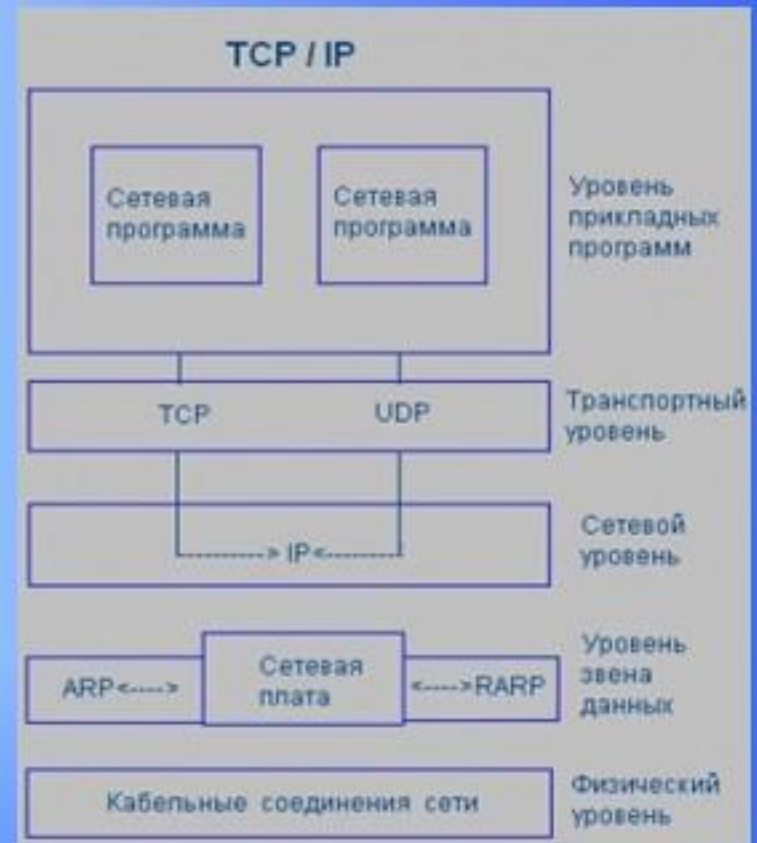 TCP / IP
Сетевая
программа
Сетевая
программа
Уровень
прикладных
программ
TCP
UDP
Транспортный
уровень
-----------> IP<-----------
Сетевой
уровень
ARP<---->
Сетевая
плата
<---->RARP
Уровень
звена
данных
Кабельные соединения сети
Физический
уровень